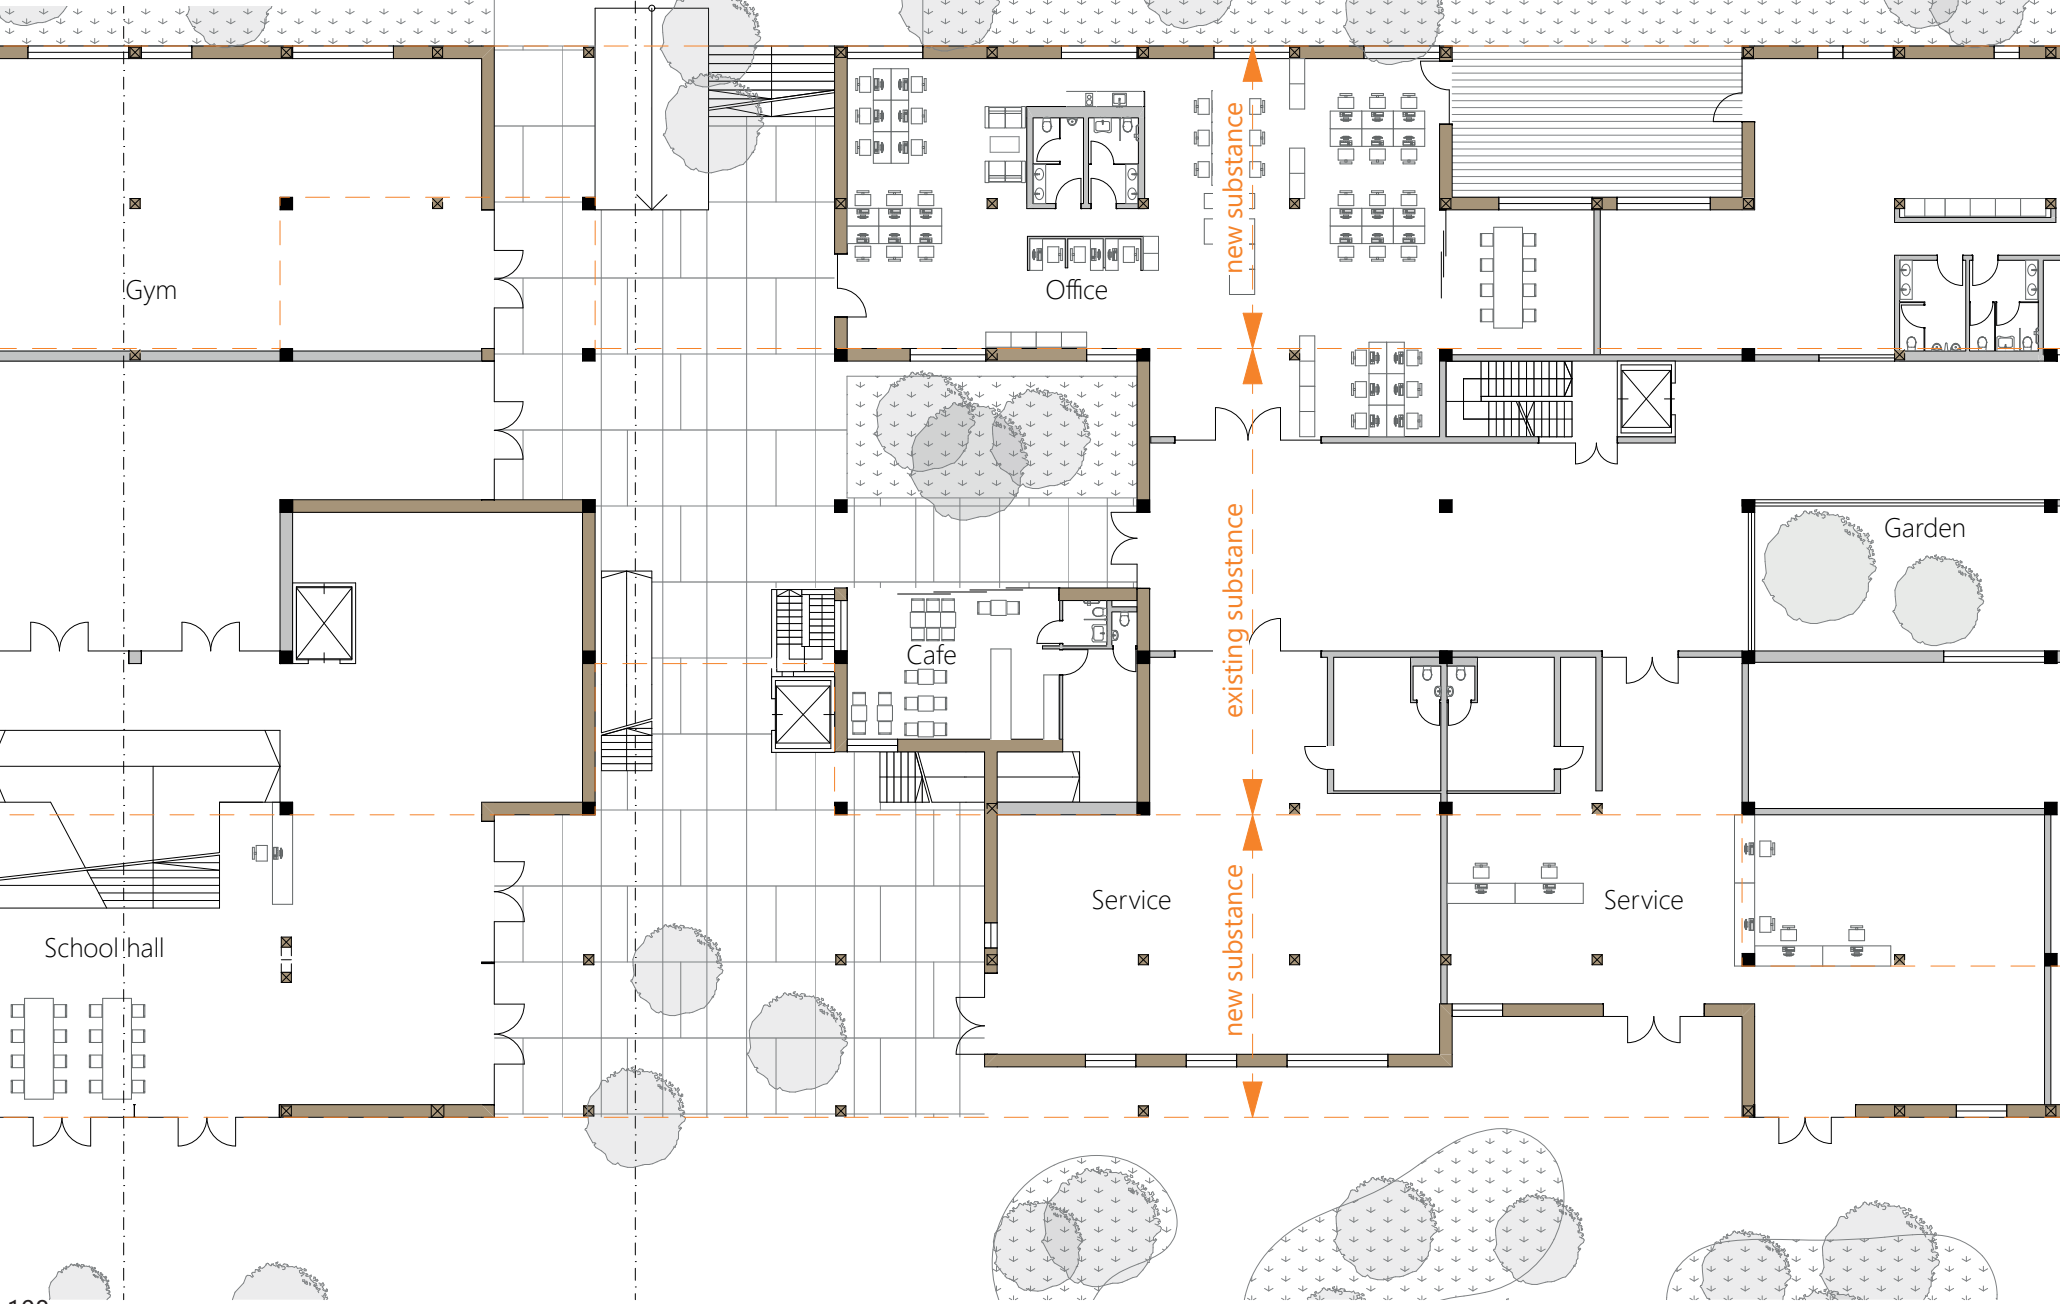 new substance
Gym
Office
existing substance
Garden
Cafe
Service
Service
new substance
School hall